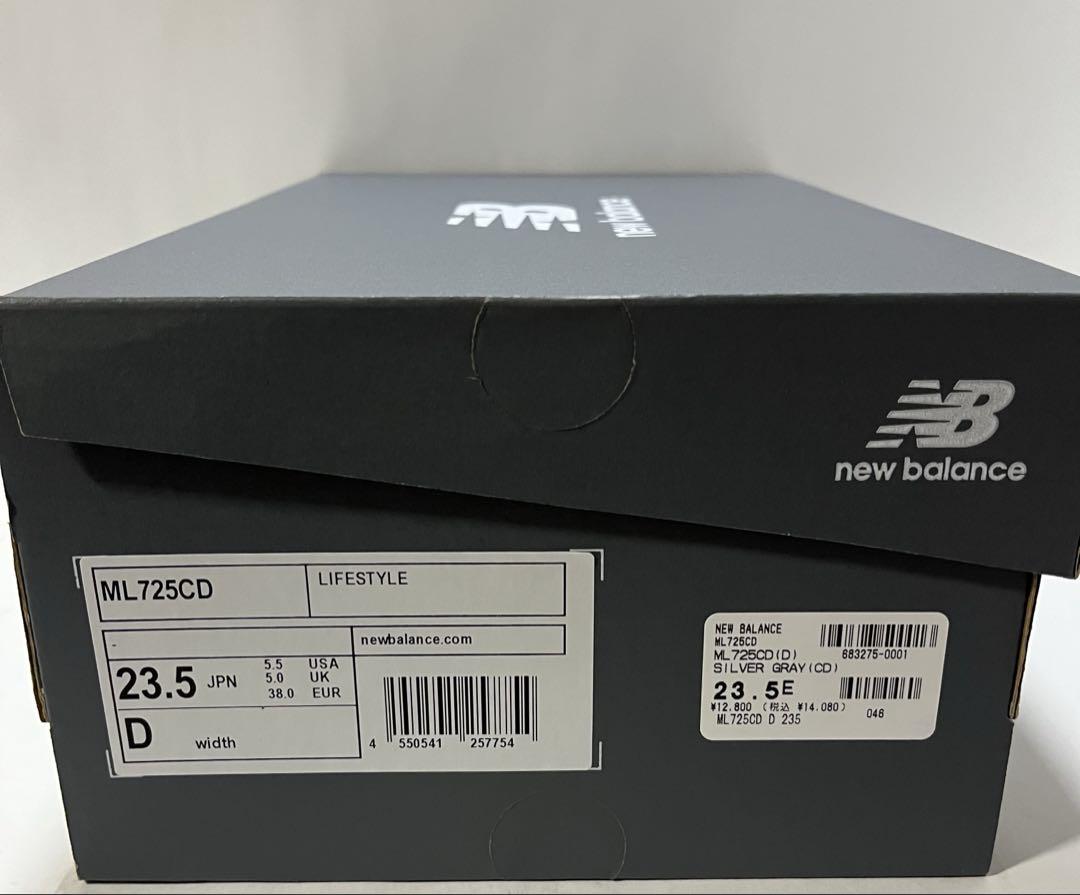 new balance
new balance
ML725CD
LIFESTYLE
-
newbalance.com
23.5 JPN
5.5 USA
5.0 UK
38.0 EUR
D width
4 550541 257754
NEW BALANCE
ML725CD
ML725CD(D) 683275-0001
SILVER GRAY(CD)
23.5E
¥12.800 (税込 ¥14.080)
ML725CD D 235 046